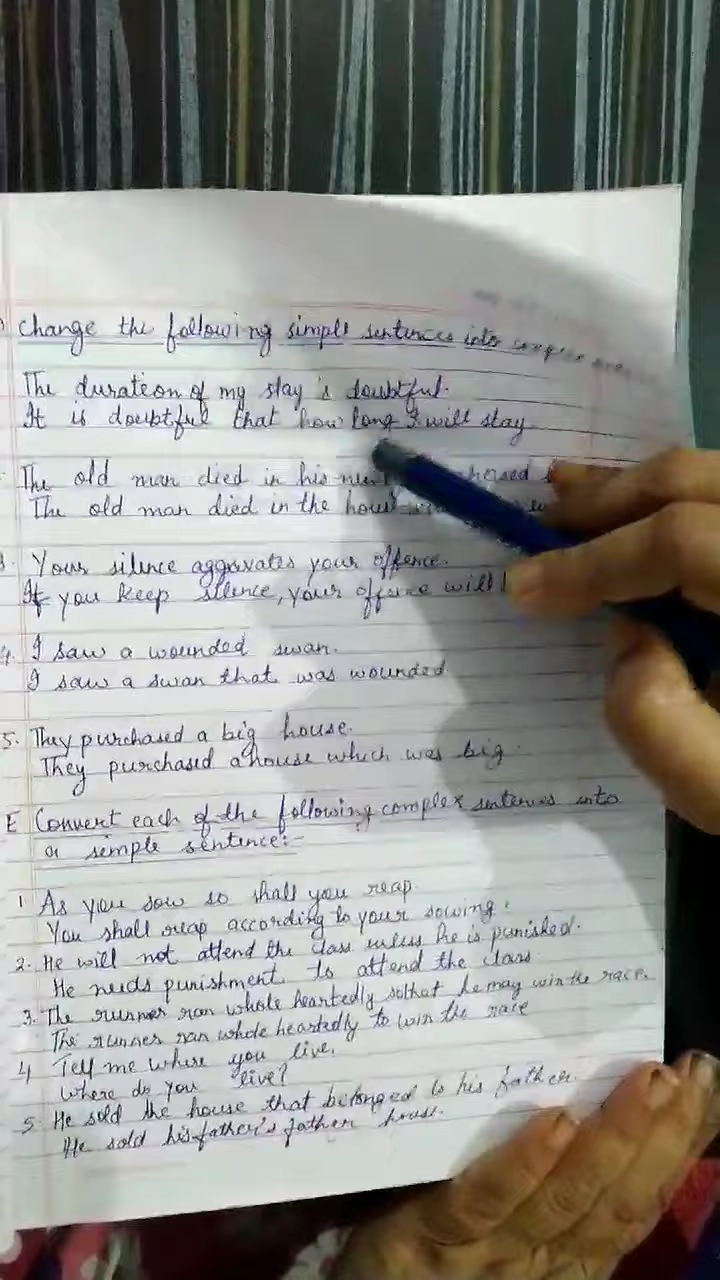 Change the following simple sentences into
The duration of my stay is doubtful.
It is doubtful that how long I will stay
The old man died in his
The old man died in the
3. Your silence aggravates your offence.
If you keep silence, your offence will
4. I saw a wounded swan.
I saw a swan that was wounded.
5. They purchased a big house.
They purchased a house which was big.
E Convert each of the following complex sentences into
a simple sentence:-
1 As you sow so shall you reap.
You shall reap according to your sowing.
2. He will not attend the class unless he is punished.
He needs punishment to attend the class
3. The runner ran whole heartedly so that he may win the race.
The runner ran whole heartedly to win the race
4 Tell me where you live.
Where do you live?
5. He sold the house that belonged to his father.
He sold his father's father house.